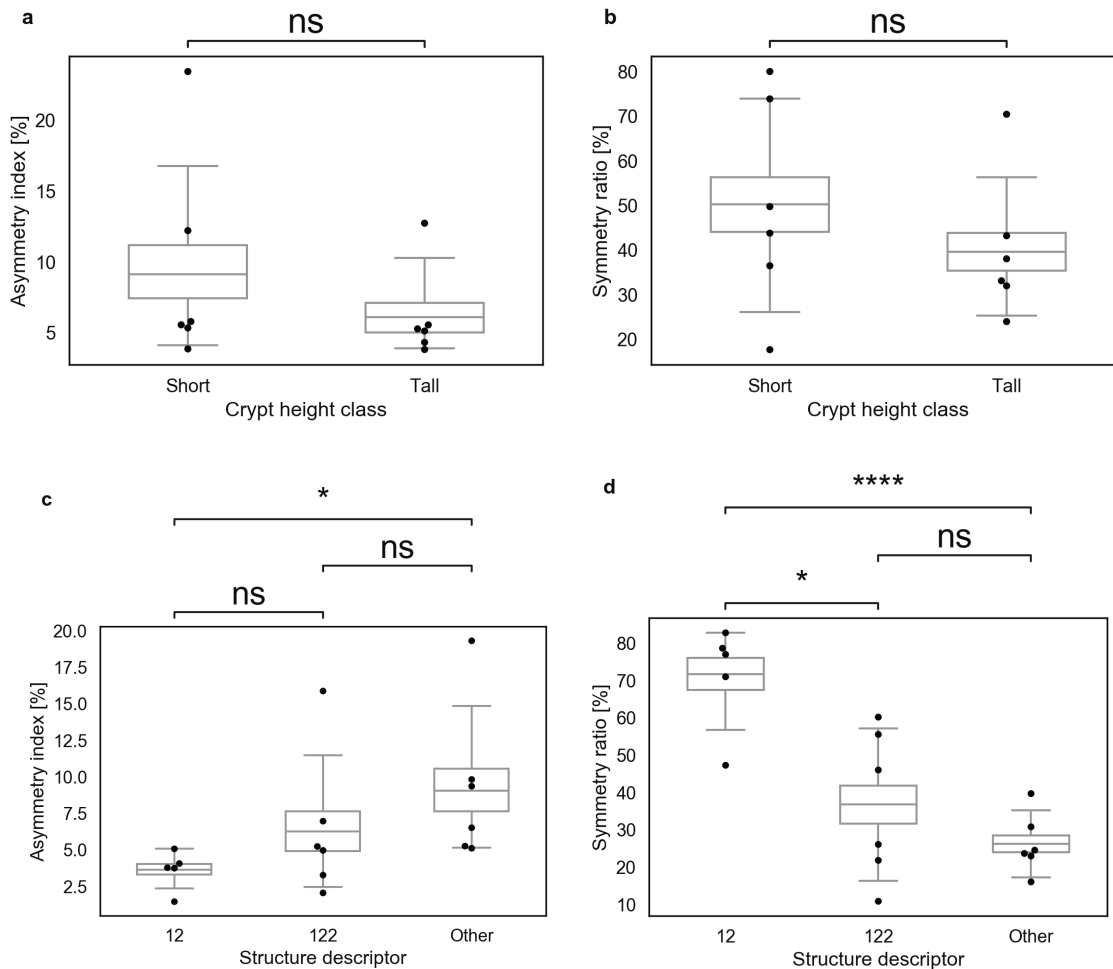 a
ns
Asymmetry index [%]
20
15
10
5
Short Tall
Crypt height class
b
ns
Symmetry ratio [%]
80
70
60
50
40
30
20
Short Tall
Crypt height class
c
*
ns
ns
Asymmetry index [%]
20.0
17.5
15.0
12.5
10.0
7.5
5.0
2.5
12 122 Other
Structure descriptor
d
****
ns
*
Symmetry ratio [%]
80
70
60
50
40
30
20
10
12 122 Other
Structure descriptor